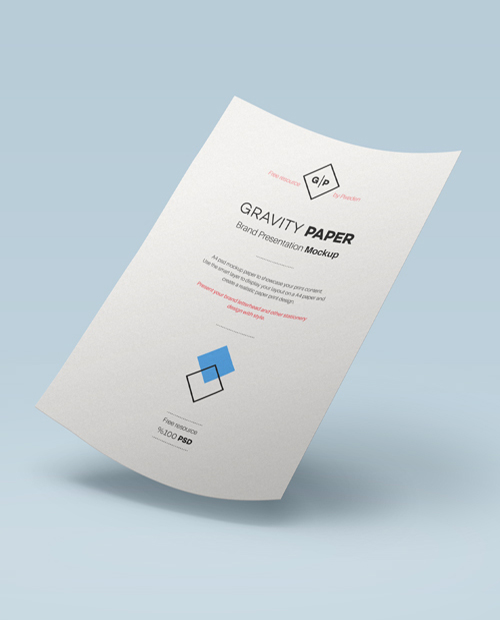 Free resource
G/P
by Pixeden
GRAVITY PAPER
Brand Presentation Mockup
A4 psd mockup paper to showcase your print content.
Use the smart layer to display your layout on a A4 paper and
create a realistic paper print design.
Present your brand letterhead and other stationery
design with style.
Free resource
%100 PSD